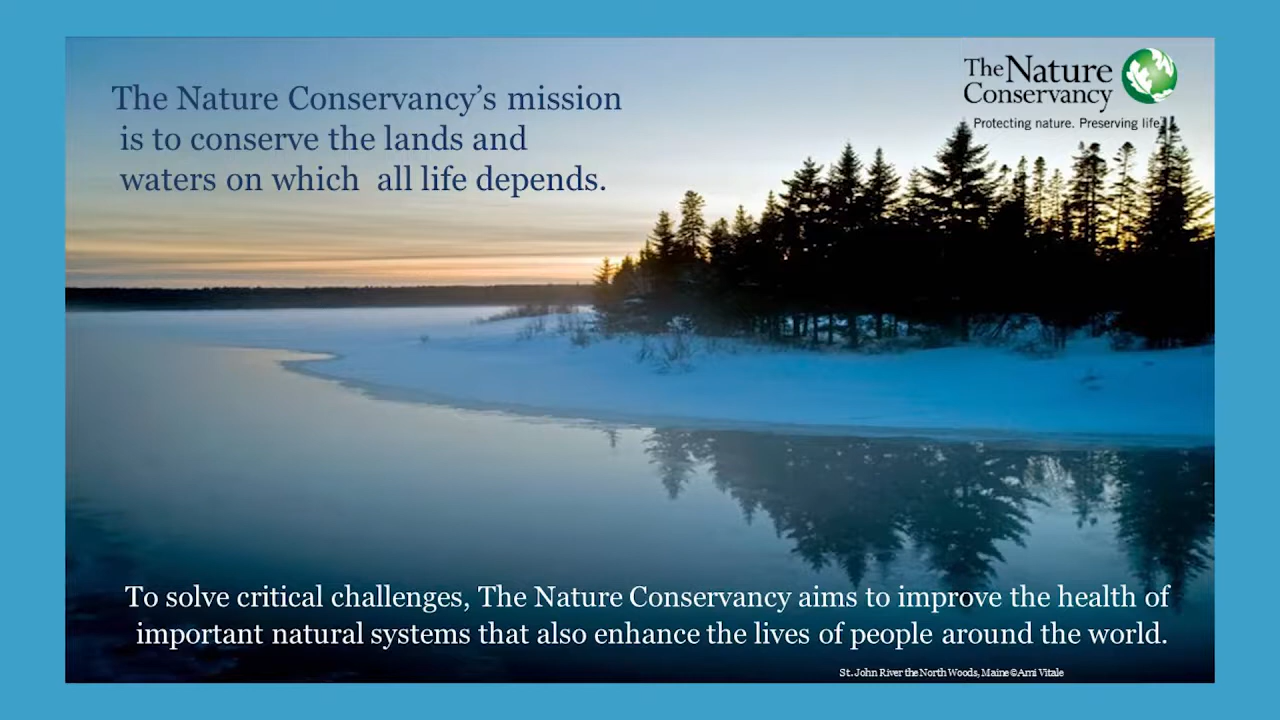 The Nature Conservancy's mission
is to conserve the lands and
waters on which  all life depends.
The Nature
Conservancy
Protecting nature. Preserving life.
To solve critical challenges, The Nature Conservancy aims to improve the health of
important natural systems that also enhance the lives of people around the world.
St. John River the North Woods, Maine ©Ami Vitale